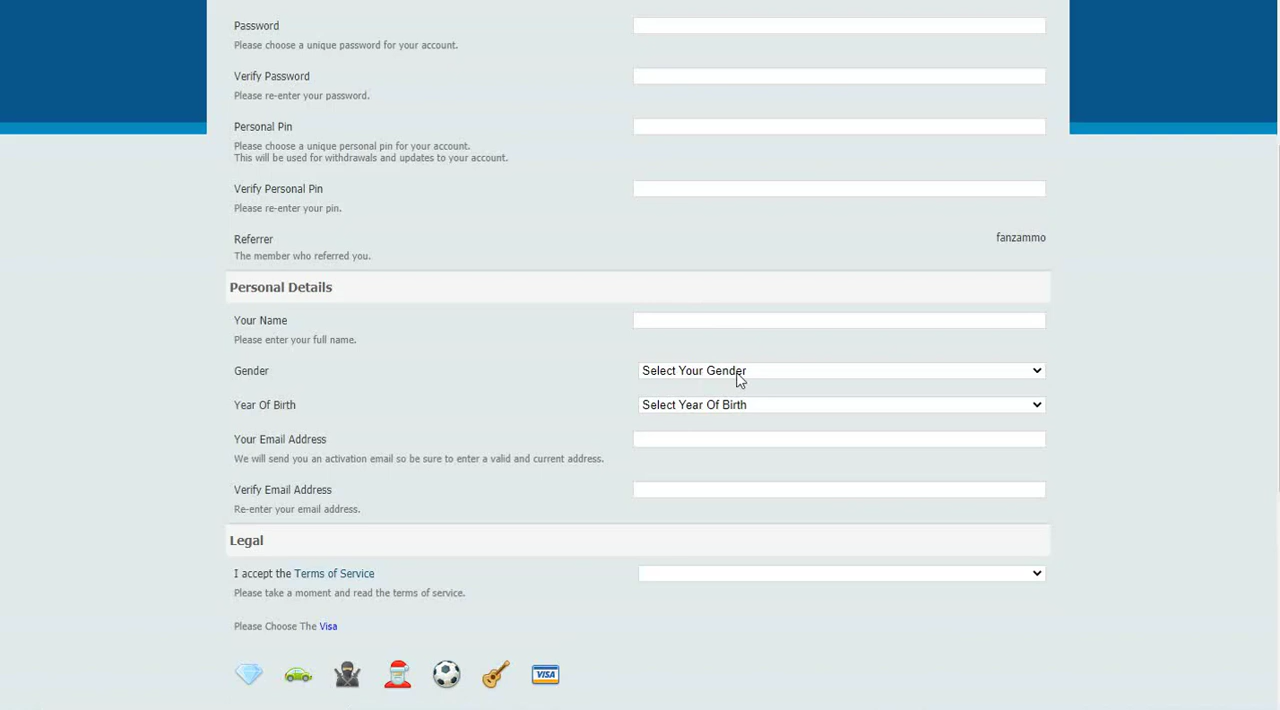 Password
Please choose a unique password for your account.
Verify Password
Please re-enter your password.
Personal Pin
Please choose a unique personal pin for your account.
This will be used for withdrawals and updates to your account.
Verify Personal Pin
Please re-enter your pin.
Referrer
fanzammo
The member who referred you.
Personal Details
Your Name
Please enter your full name.
Gender
Select Your Gender
Year Of Birth
Select Year Of Birth
Your Email Address
We will send you an activation email so be sure to enter a valid and current address.
Verify Email Address
Re-enter your email address.
Legal
I accept the Terms of Service
Please take a moment and read the terms of service.
Please Choose The Visa
VISA